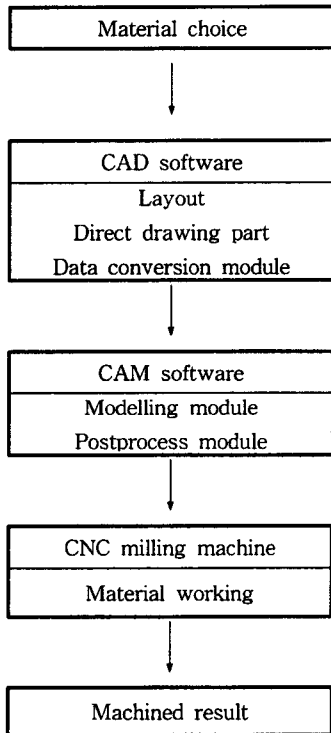 Material choice
CAD software
Layout
Direct drawing part
Data conversion module
CAM software
Modelling module
Postprocess module
CNC milling machine
Material working
Machined result